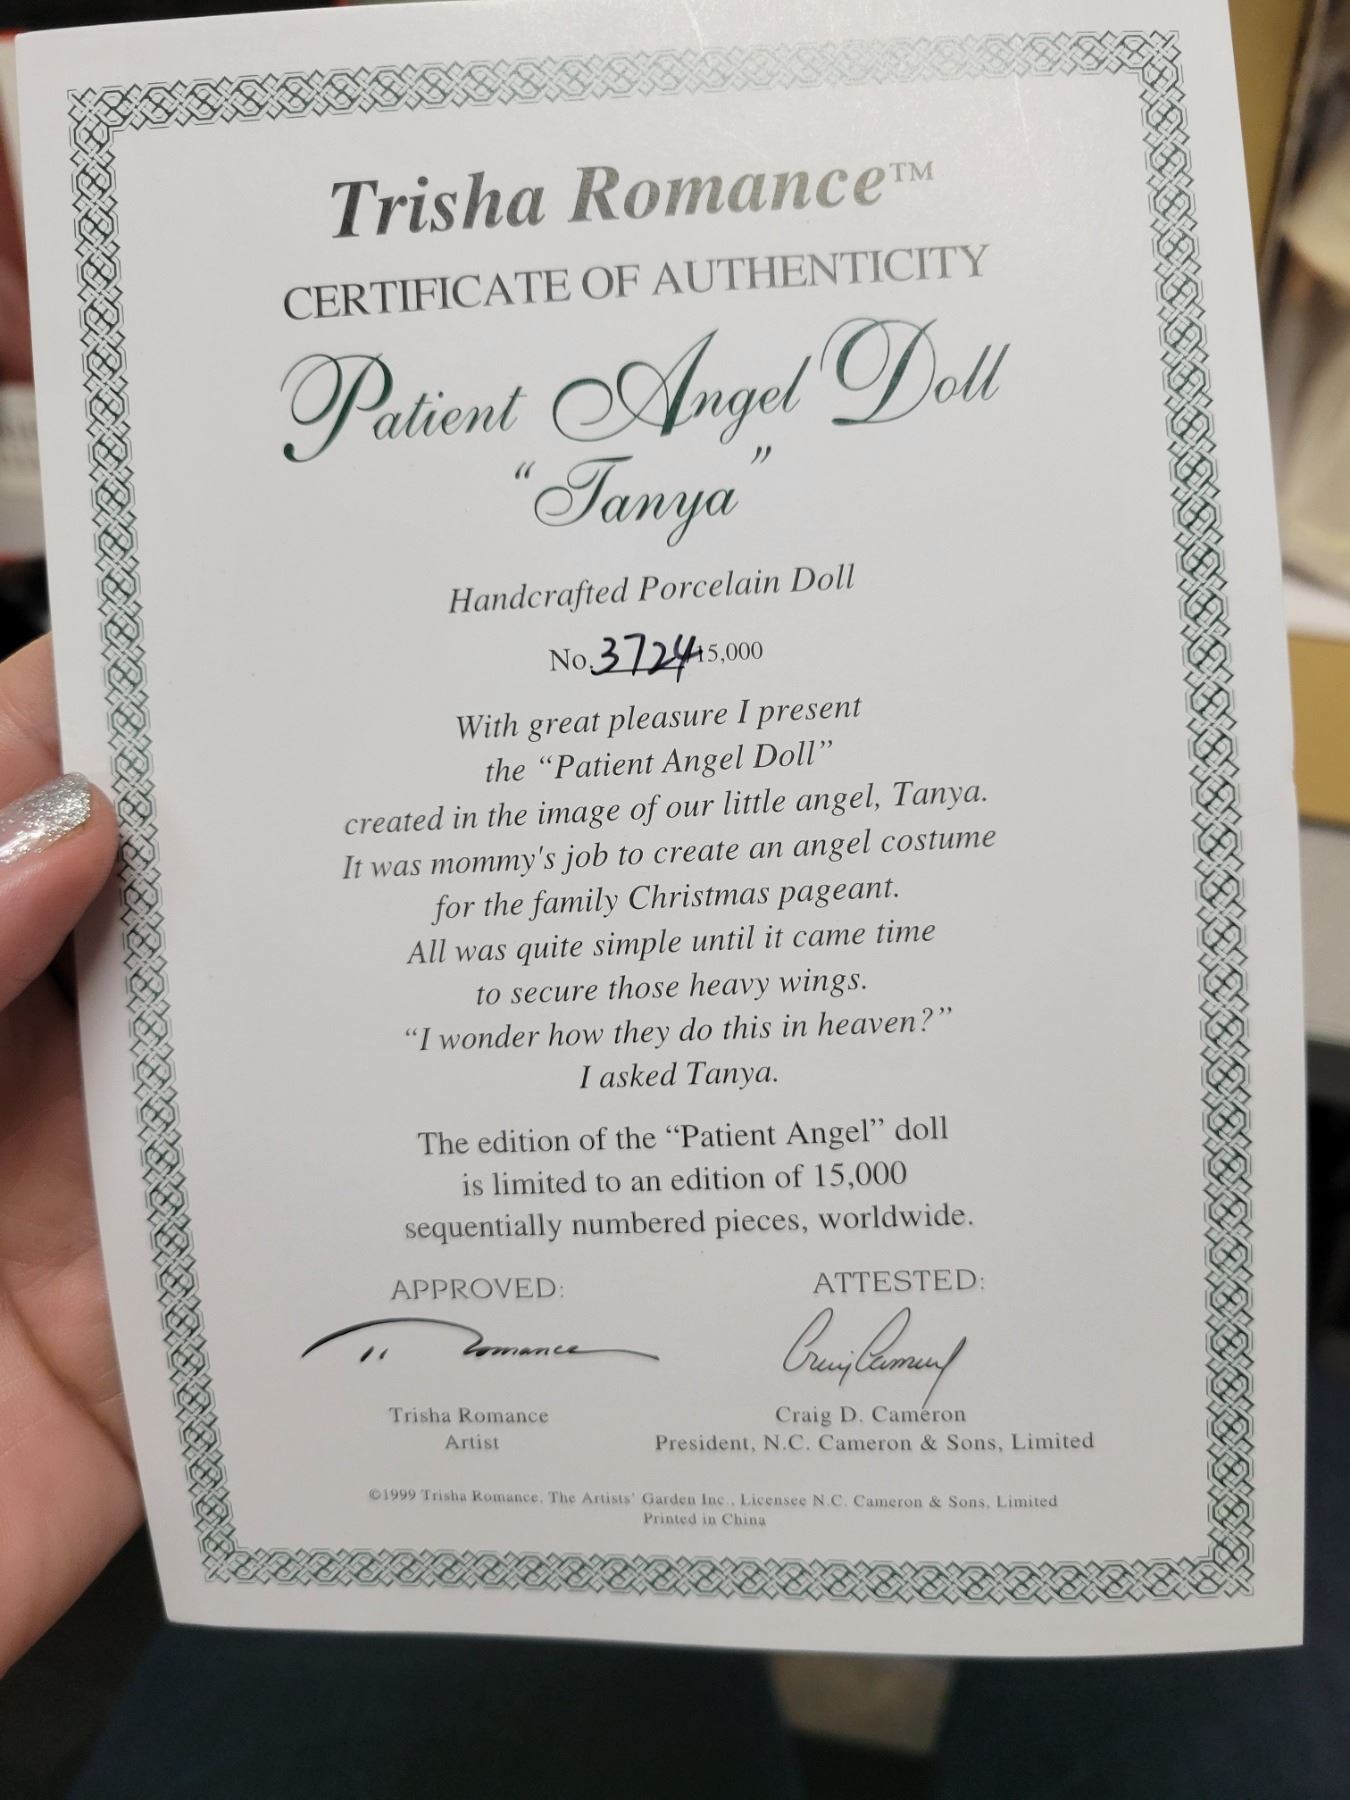 Trisha Romance™
CERTIFICATE OF AUTHENTICITY
Patient Angel Doll
“Tanya”
Handcrafted Porcelain Doll
No. 3724 15,000
With great pleasure I present
the “Patient Angel Doll”
created in the image of our little angel, Tanya.
It was mommy's job to create an angel costume
for the family Christmas pageant.
All was quite simple until it came time
to secure those heavy wings.
“I wonder how they do this in heaven?”
I asked Tanya.
The edition of the “Patient Angel” doll
is limited to an edition of 15,000
sequentially numbered pieces, worldwide.
APPROVED: ATTESTED:
T. Romance Craig Cameron
Trisha Romance Craig D. Cameron
Artist President, N.C. Cameron & Sons, Limited
©1999 Trisha Romance, The Artists' Garden Inc., Licensee N.C. Cameron & Sons, Limited
Printed in China